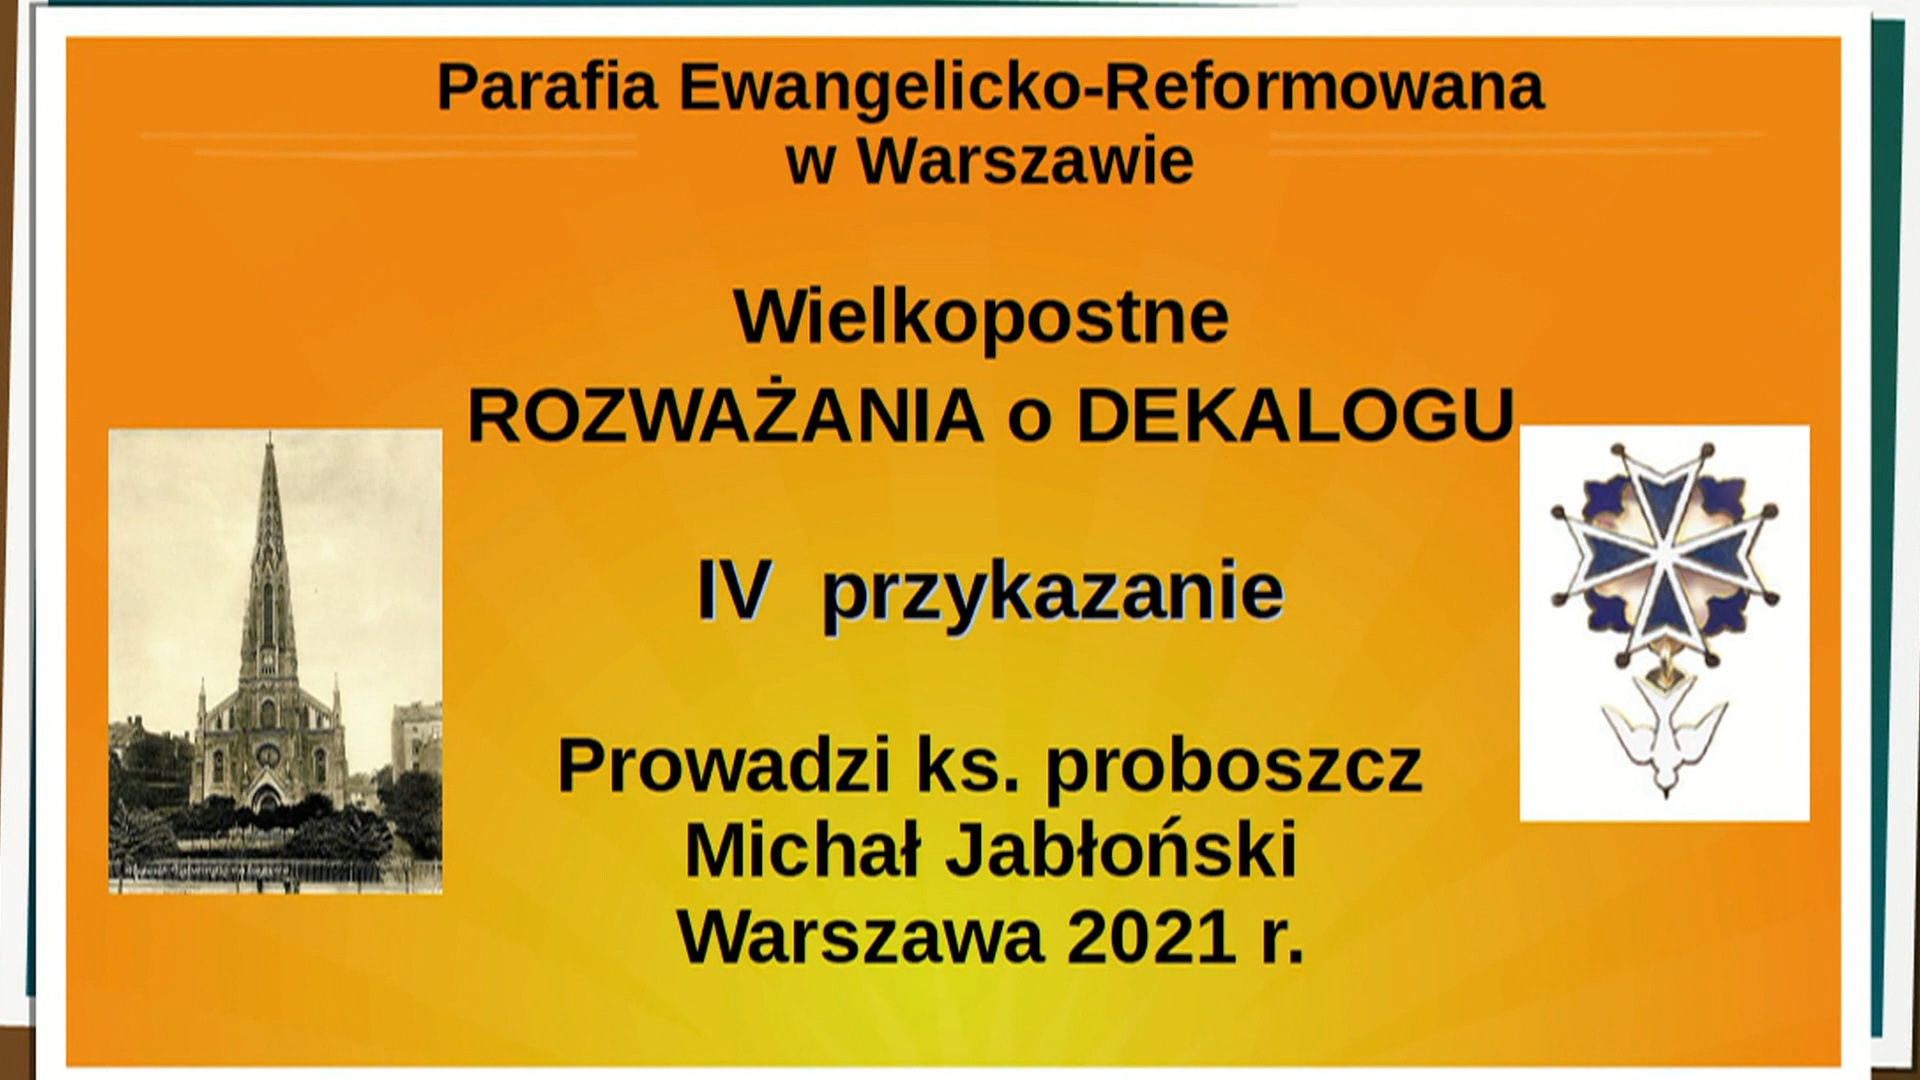 Parafia Ewangelicko-Reformowana
w Warszawie
Wielkopostne
ROZWAŻANIA o DEKALOGU
IV przykazanie
Prowadzi ks. proboszcz
Michał Jabłoński
Warszawa 2021 r.